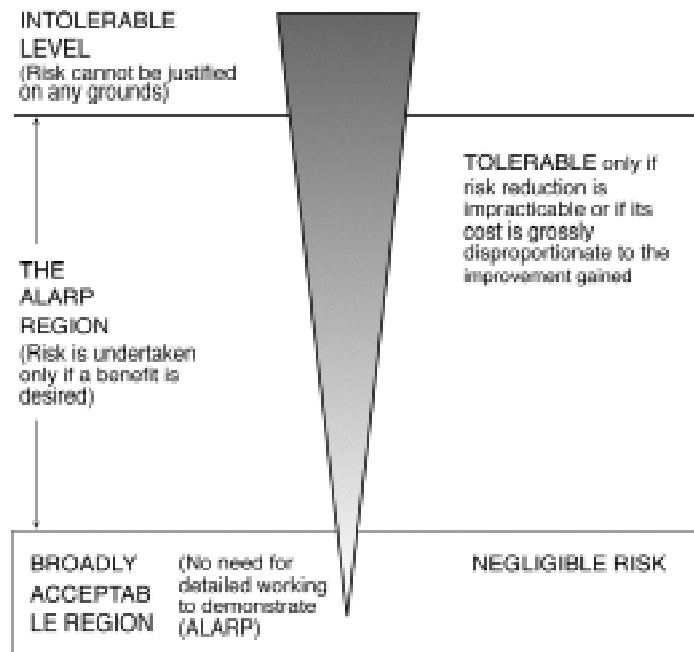 INTOLERABLE
LEVEL
(Risk cannot be justified
on any grounds)
TOLERABLE only if
risk reduction is
impracticable or if its
cost is grossly
disproportionate to the
improvement gained
THE
ALARP
REGION
(Risk is undertaken
only if a benefit is
desired)
BROADLY
ACCEPTAB
LE REGION
(No need for
detailed working
to demonstrate
(ALARP)
NEGLIGIBLE RISK